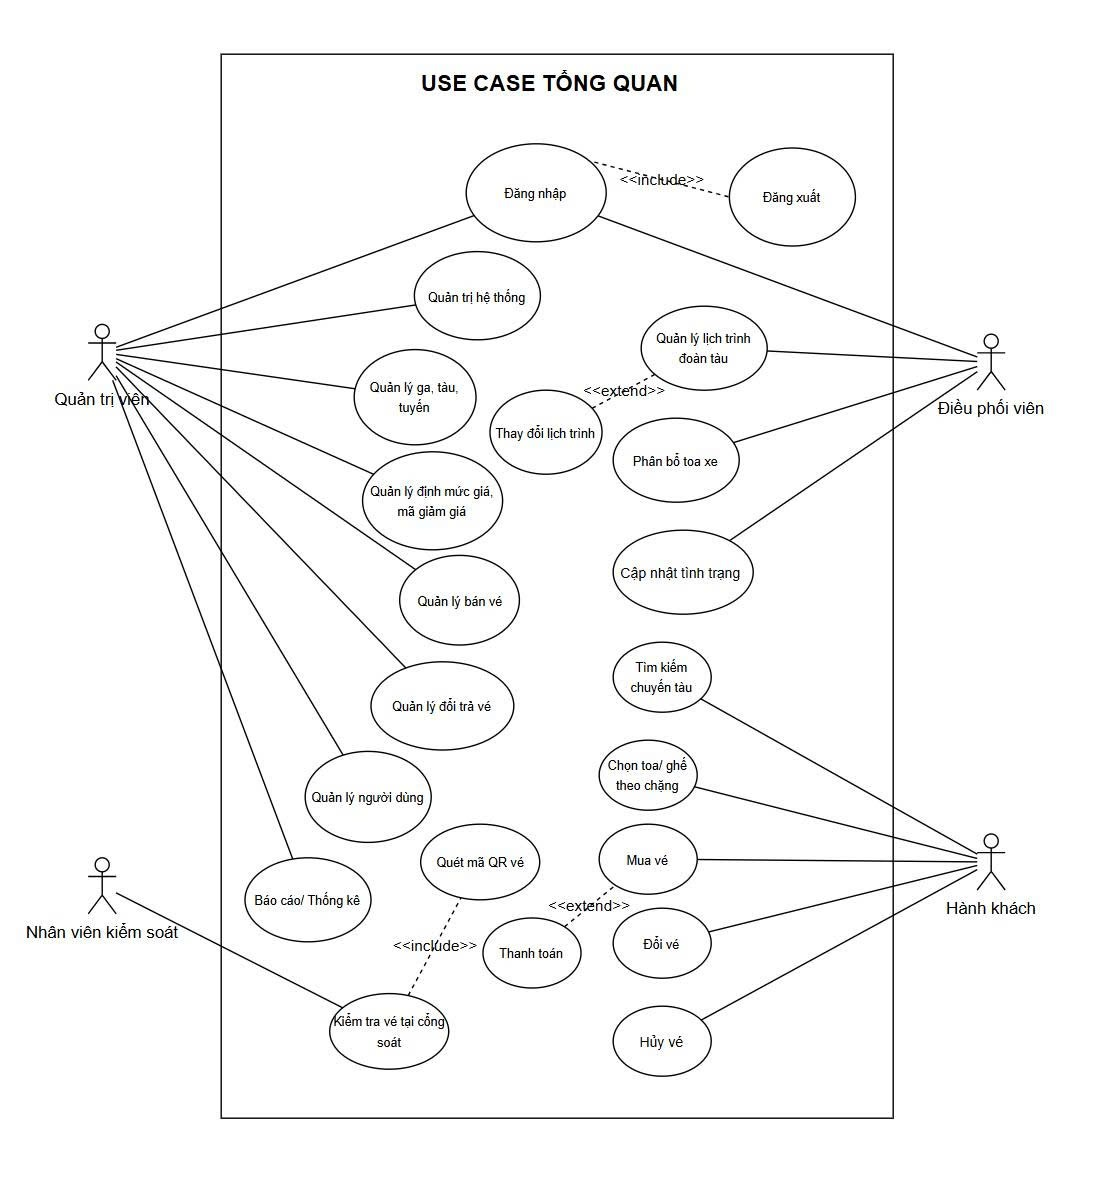 USE CASE TỔNG QUAN
Đăng nhập
<<include>>
Đăng xuất
Quản trị hệ thống
Quản lý lịch trình
đoàn tàu
Quản trị viên
Quản lý ga, tàu,
tuyến
<<extend>>
Điều phối viên
Thay đổi lịch trình
Phân bổ toa xe
Quản lý định mức giá,
mã giảm giá
Cập nhật tình trạng
Quản lý bán vé
Tìm kiếm
chuyến tàu
Quản lý đổi trả vé
Chọn toa/ ghế
theo chặng
Quản lý người dùng
Quét mã QR vé
Mua vé
Báo cáo/ Thống kê
<<extend>>
Hành khách
Nhân viên kiểm soát
<<include>>
Thanh toán
Đổi vé
Kiểm tra vé tại cổng
soát
Hủy vé